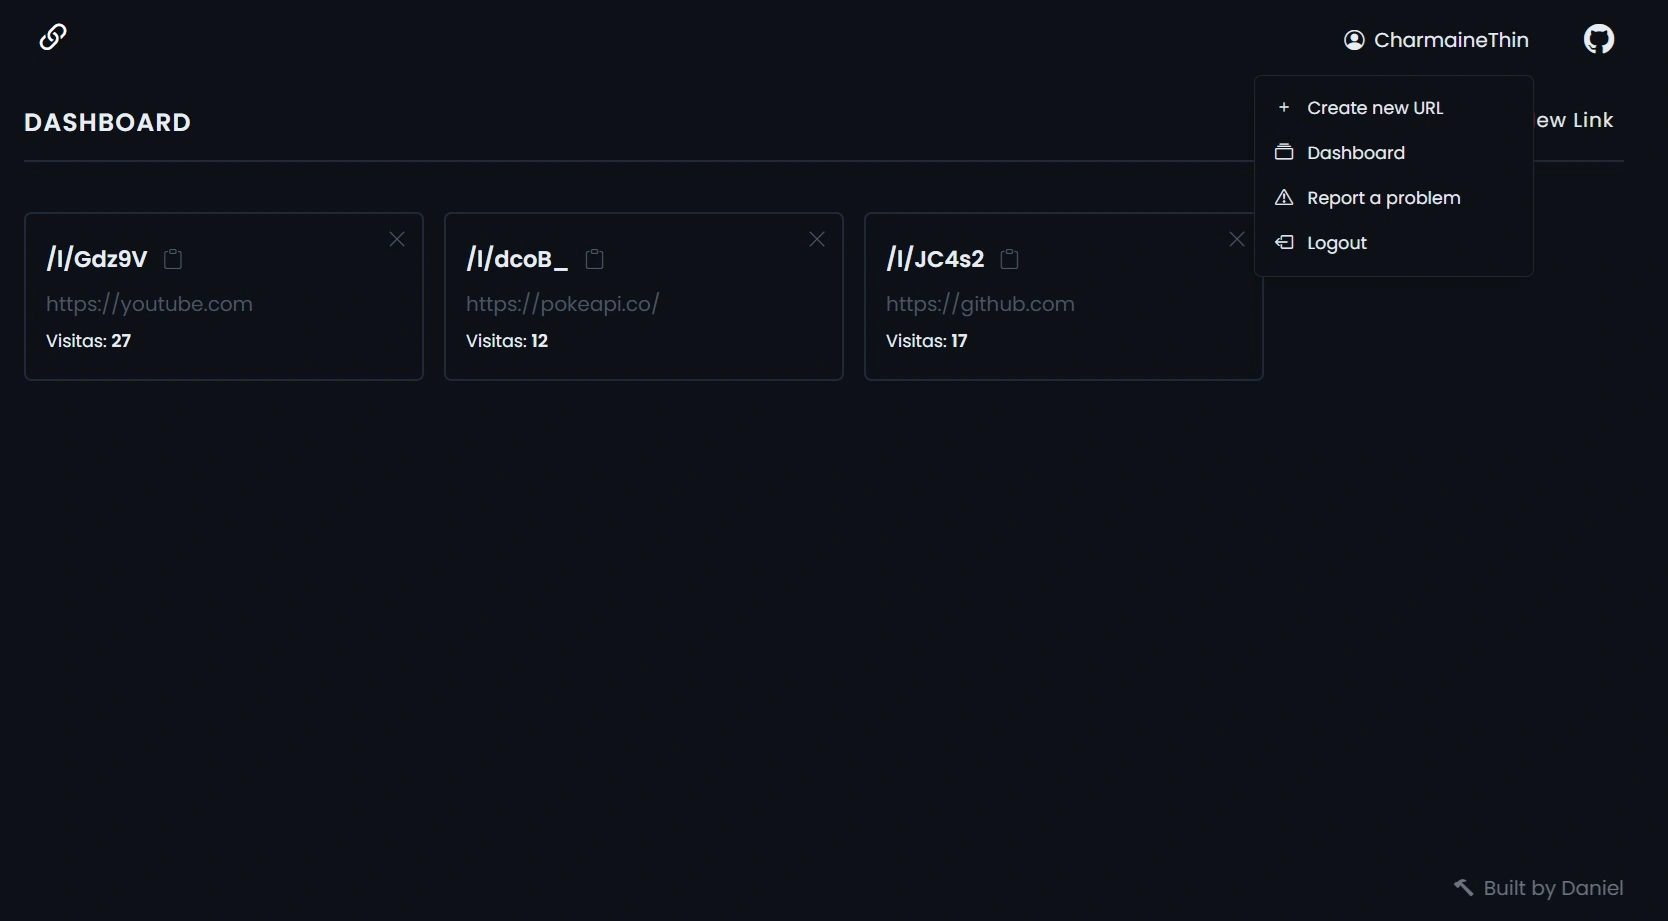 CharmaineThin
DASHBOARD
ew Link
+ Create new URL
Dashboard
Report a problem
Logout
/l/Gdz9V
https://youtube.com
Visitas: 27
/l/dcoB_
https://pokeapi.co/
Visitas: 12
/l/JC4s2
https://github.com
Visitas: 17
Built by Daniel